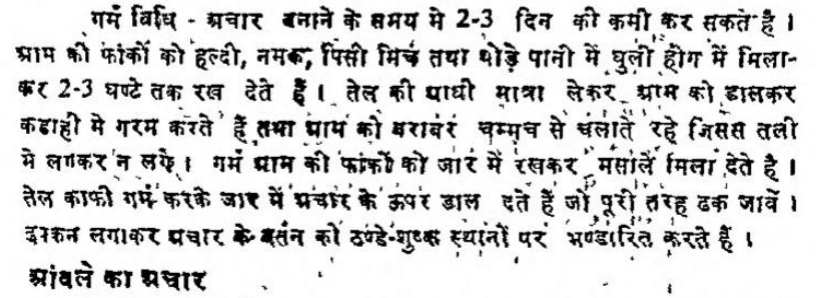 गर्म विधि - अचार बनाने के समय मे 2-3 दिन की कमी कर सकते है ।
आम की फांकों को हल्दी, नमक, पिसी मिर्च तथा थोड़े पानी में घुली होग में मिला-
कर 2-3 घण्टे तक रख देते हैं । तेल की आधी मात्रा लेकर आम को डालकर
कढाही मे गरम करते हैं तथा आम को बराबर चम्मच से चलाते रहे जिसस तली
मे लगकर न लगे । गर्म आम की फांकों को जार में रखकर मसाले मिला देते है ।
तेल काफी गर्म करके जार में अचार के ऊपर डाल दते हैं जो पूरी तरह ढक जावें ।
ढक्कन लगाकर अचार के बर्तन को ठण्डे-शुष्क स्थानों पर भण्डारित करते हैं ।
आंवले का अचार